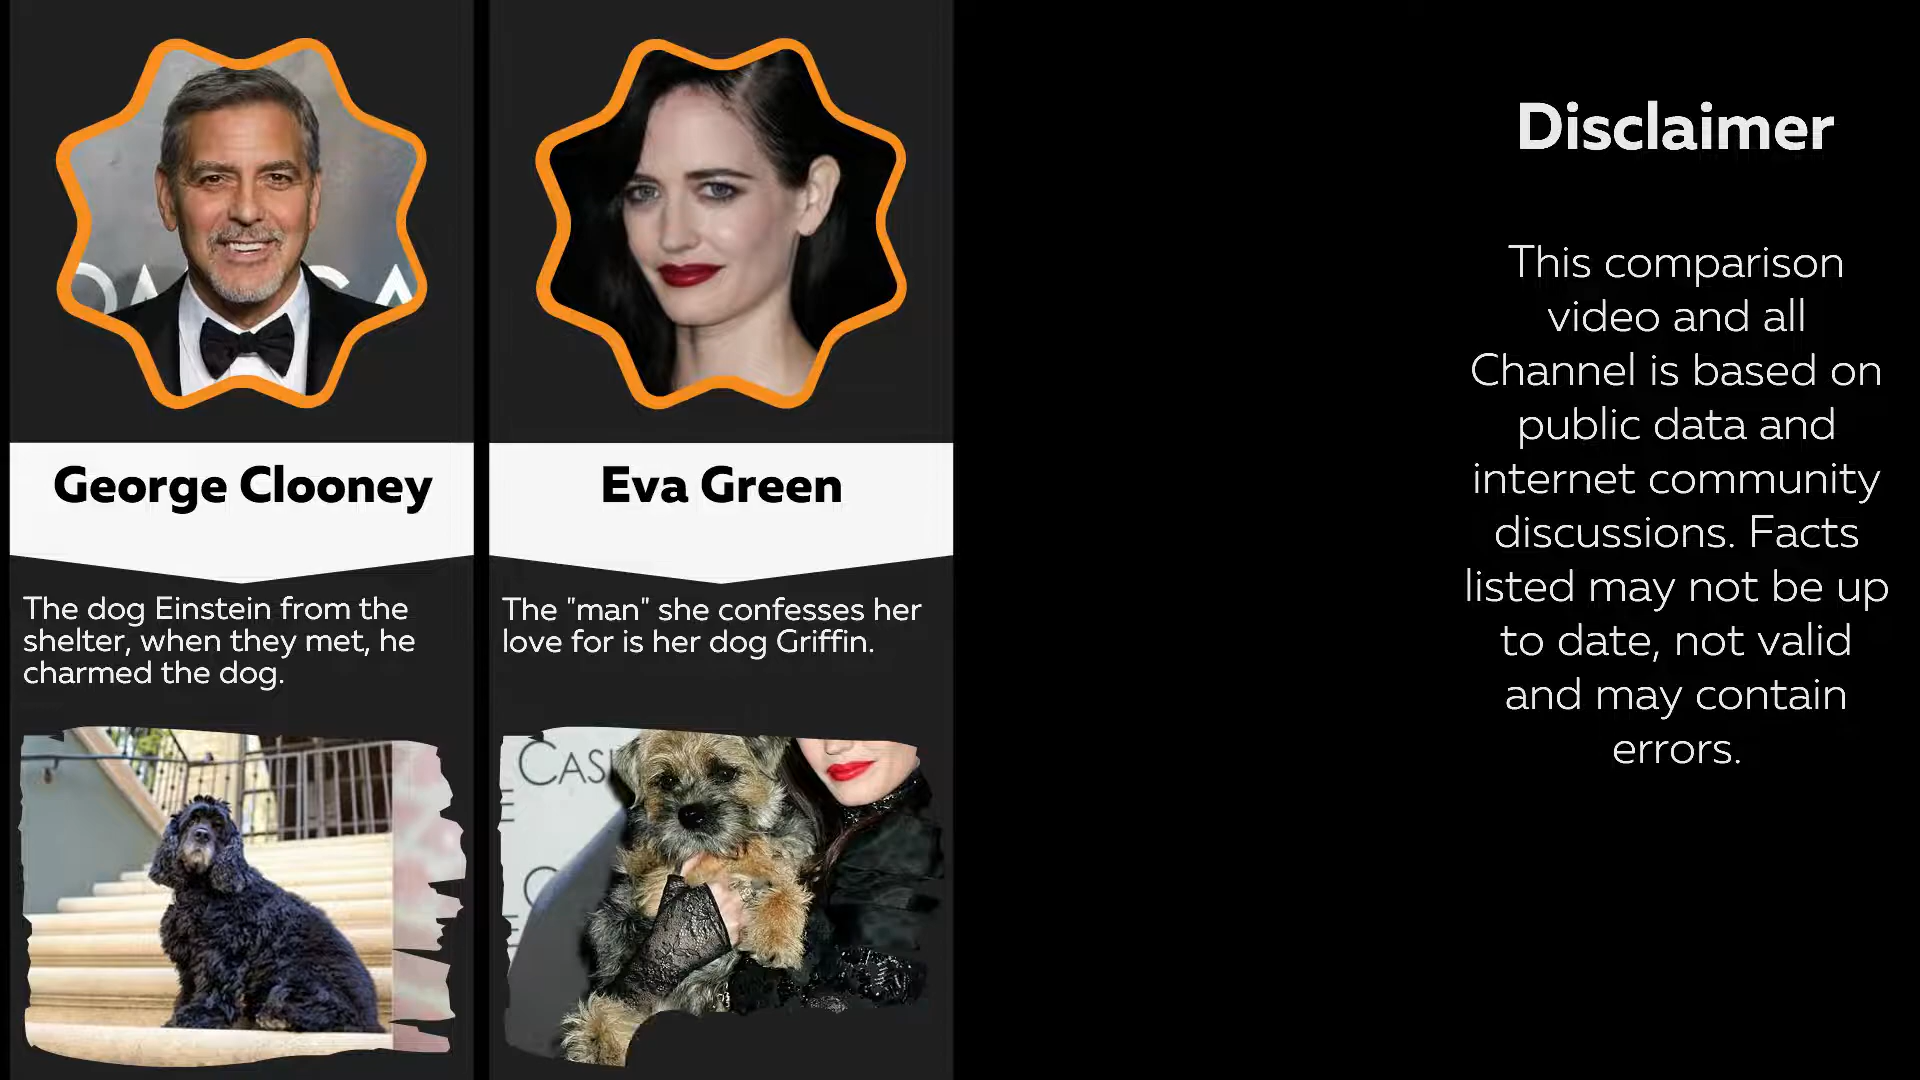 George Clooney
The dog Einstein from the
shelter, when they met, he
charmed the dog.
Eva Green
The "man" she confesses her
love for is her dog Griffin.
CASI
Disclaimer
This comparison
video and all
Channel is based on
public data and
internet community
discussions. Facts
listed may not be up
to date, not valid
and may contain
errors.